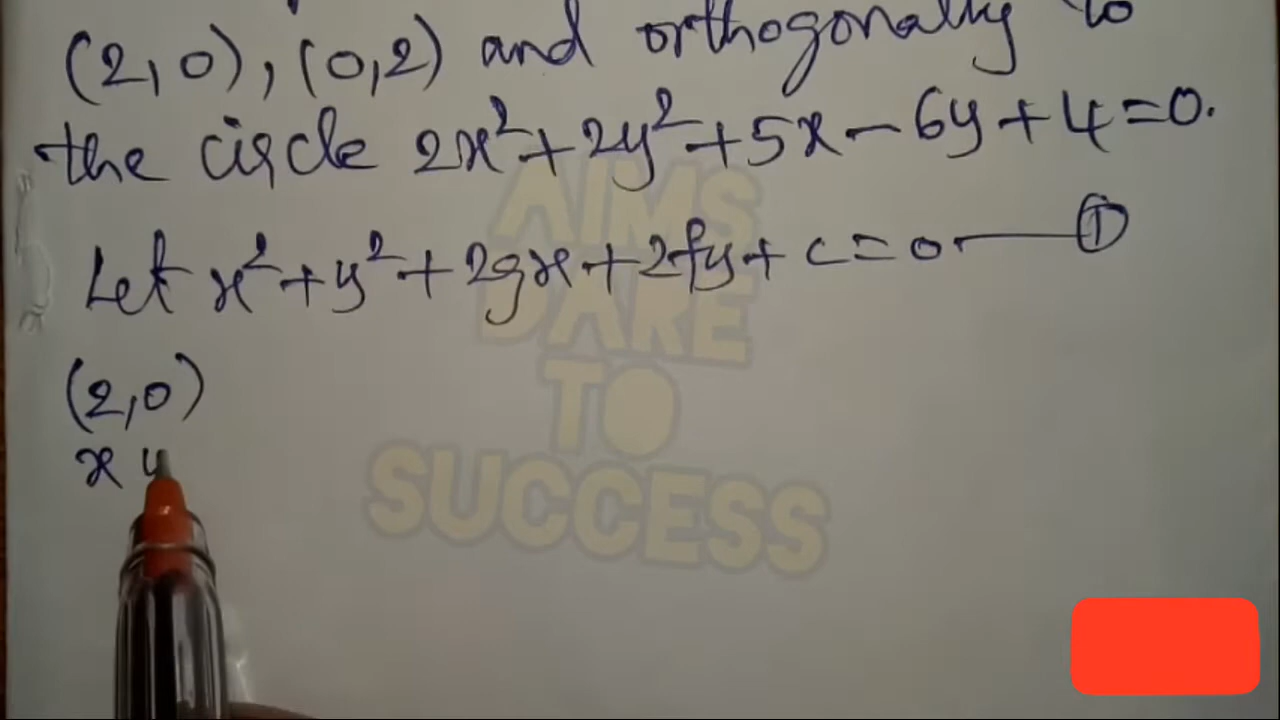 (2,0), (0,2) and orthogonally to
the circle 2x²+2y²+5x-6y+4=0.
Let x²+y²+2gx+2fy+c=0 — ①
(2,0)
x y
AIMS
DARE
TO
SUCCESS